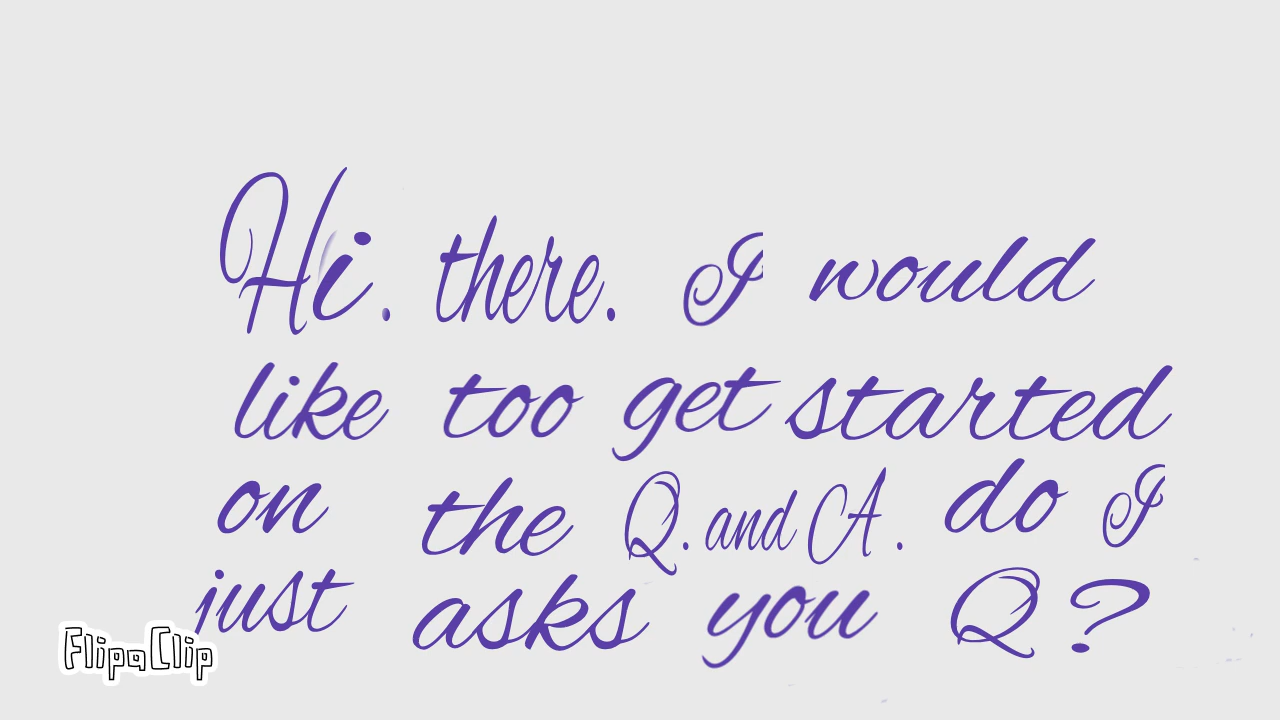 Hi. there. I would
like too get started
on the Q. and A. do I
just asks you Q?
FlipaClip